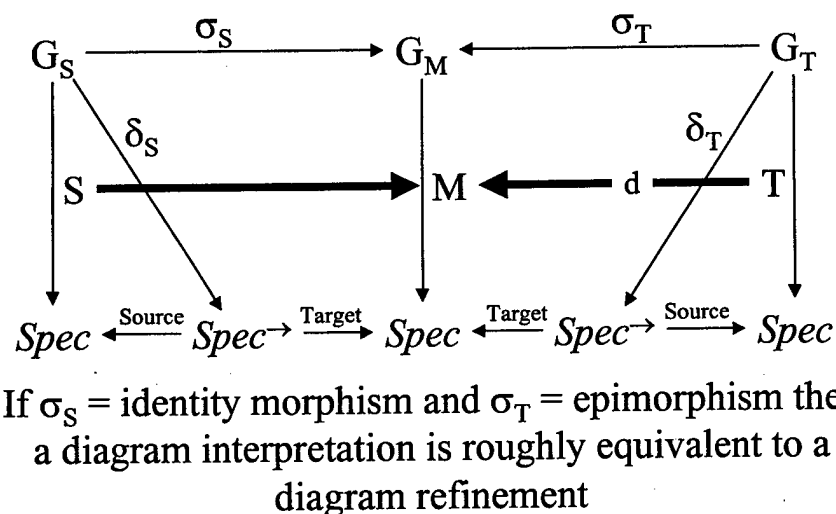 σ_S σ_T
G_S G_M G_T
δ_S δ_T
S M d T
Source Target Target Source
Spec Spec→ Spec Spec→ Spec
If σ_S = identity morphism and σ_T = epimorphism the
a diagram interpretation is roughly equivalent to a
diagram refinement